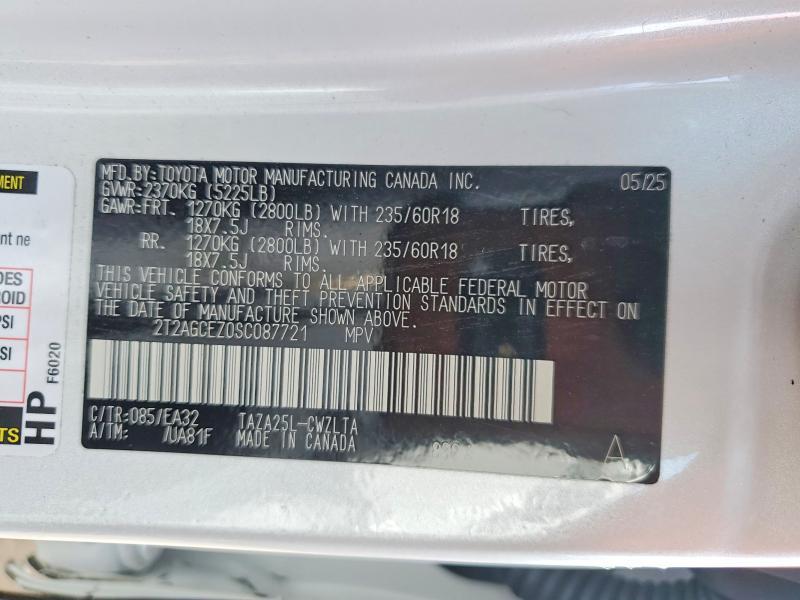 MFD.BY:TOYOTA MOTOR MANUFACTURING CANADA INC. 05/25
GVWR:2370KG (5225LB)
GAWR:FRT. 1270KG (2800LB) WITH 235/60R18 TIRES,
18X7.5J RIMS.
RR. 1270KG (2800LB) WITH 235/60R18 TIRES,
18X7.5J RIMS.
THIS VEHICLE CONFORMS TO ALL APPLICABLE FEDERAL MOTOR
VEHICLE SAFETY AND THEFT PREVENTION STANDARDS IN EFFECT ON
THE DATE OF MANUFACTURE SHOWN ABOVE.
2T2AGCEZ0SC087721 MPV
C/TR:085/EA32 TAZA25L-CWZLTA
A/TM: /UA81F MADE IN CANADA
A
HP
F6020